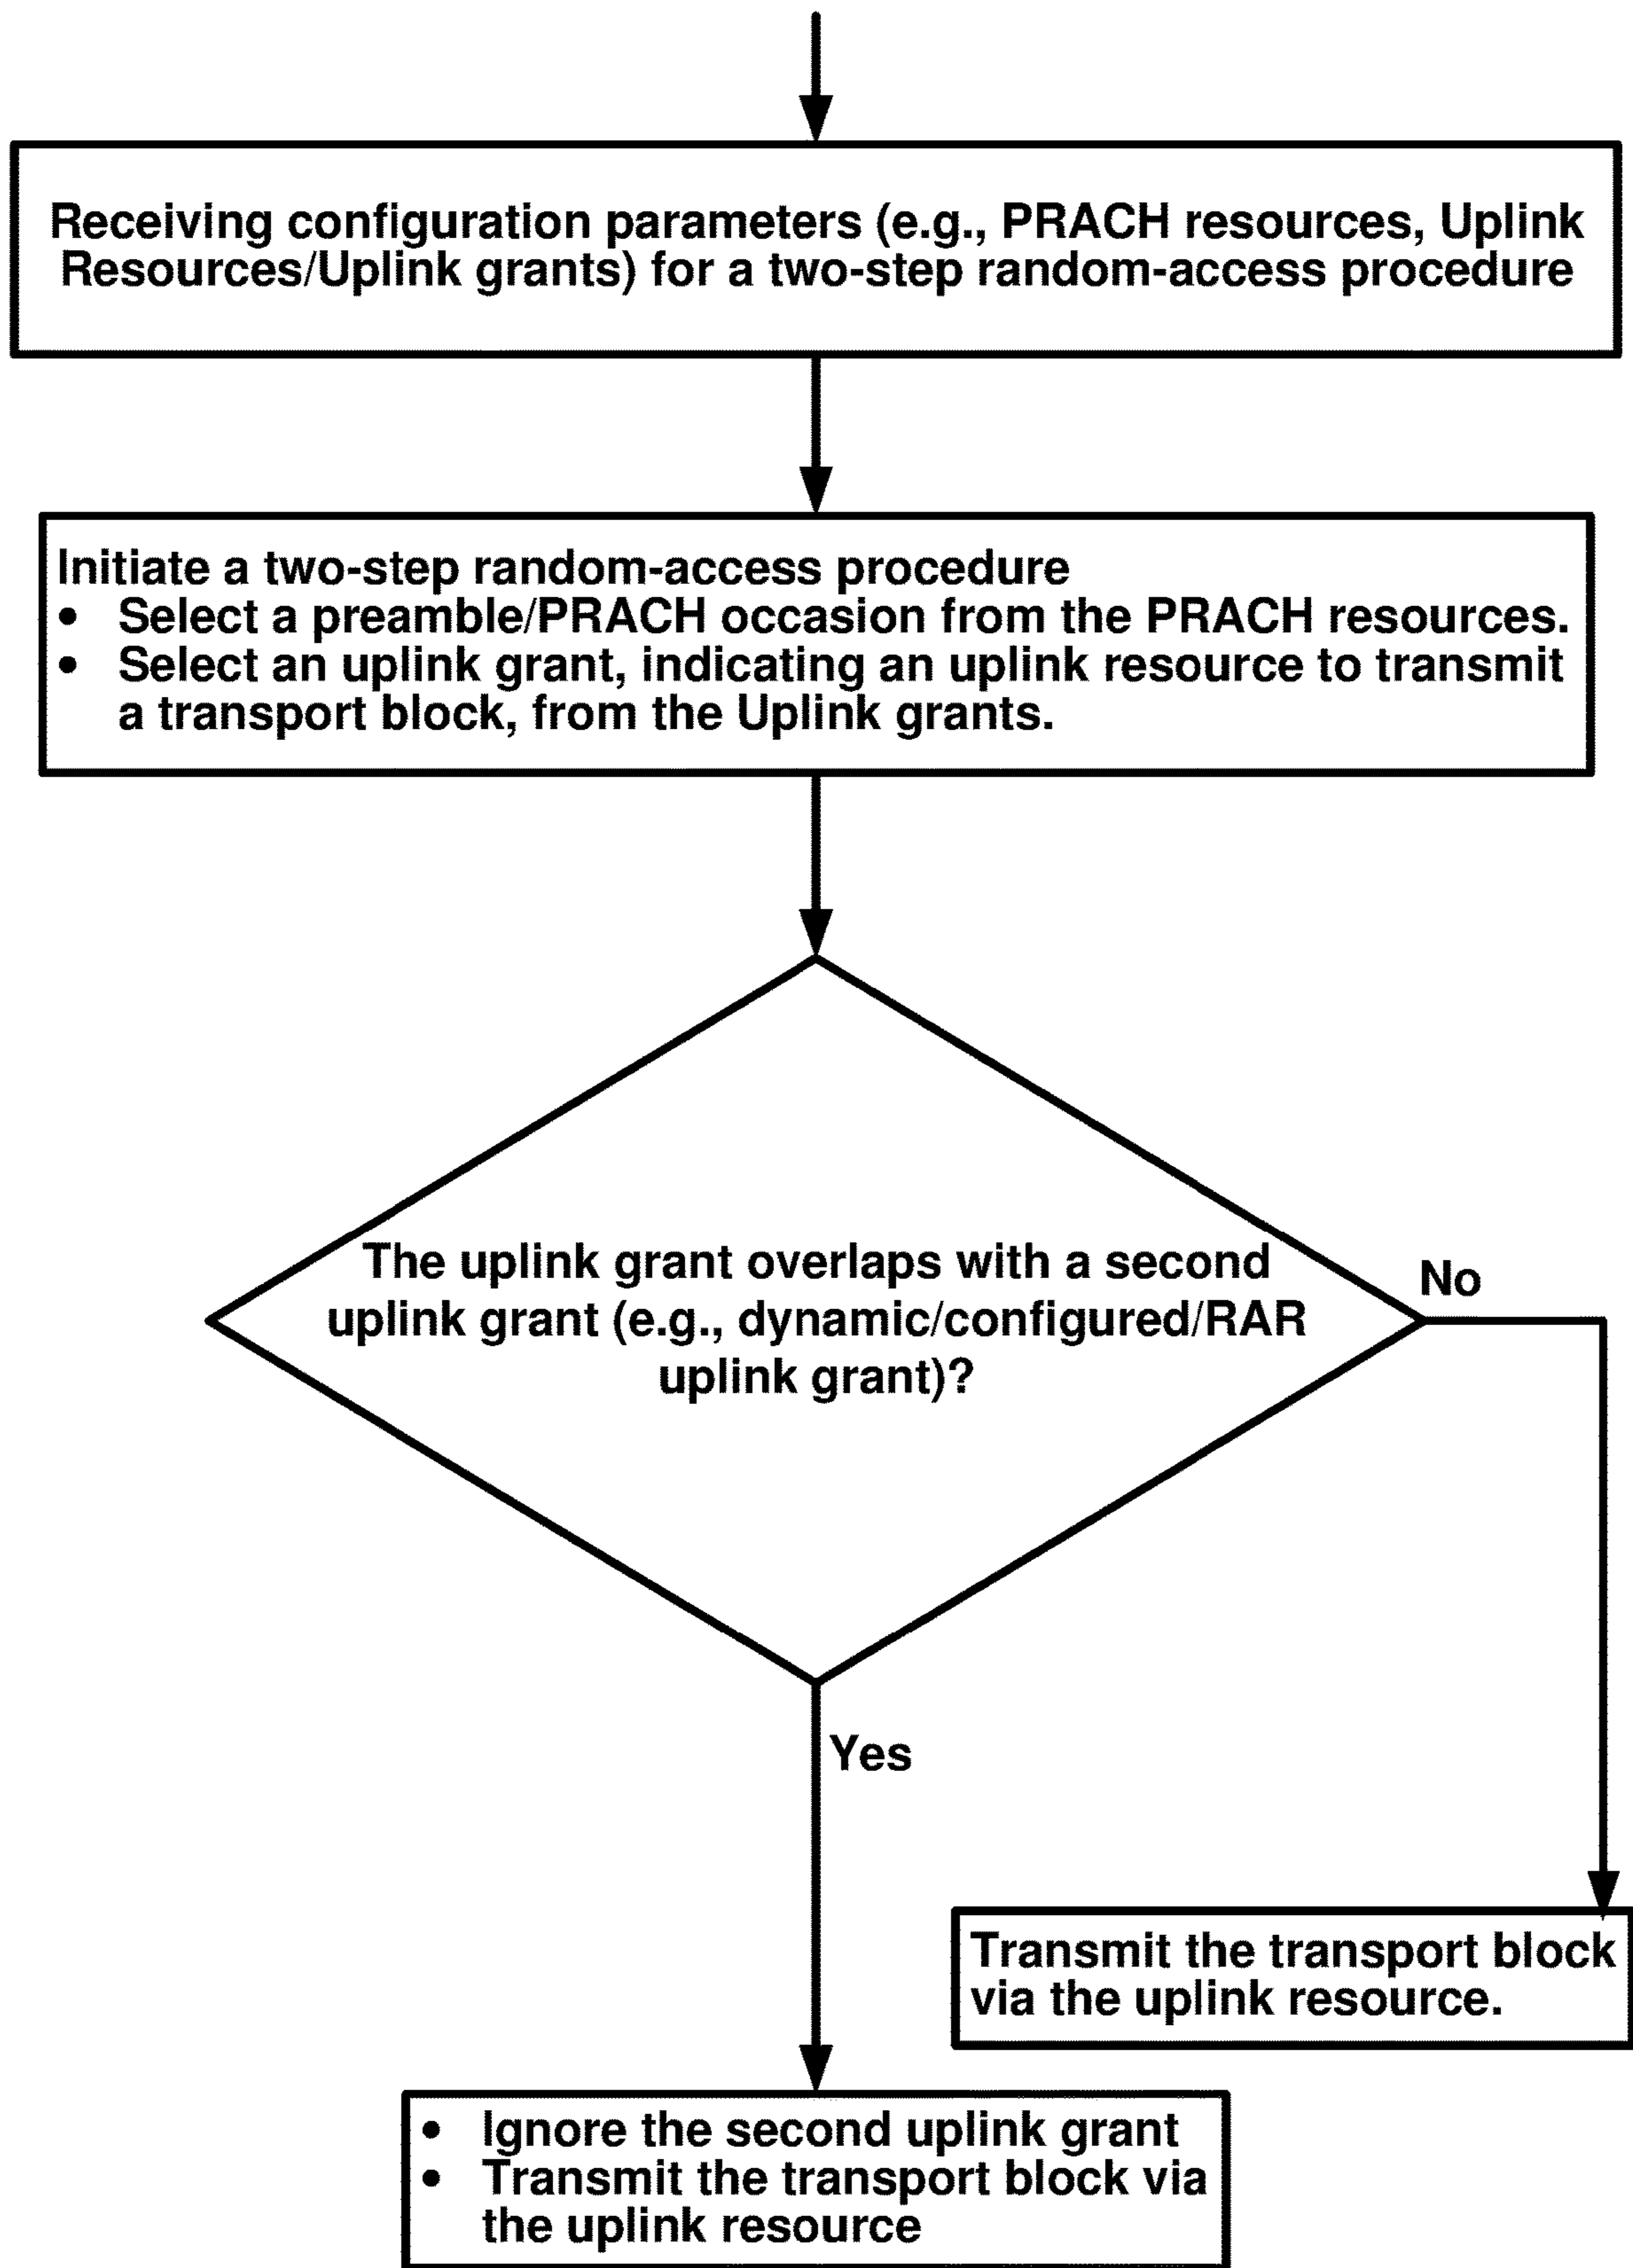 Receiving configuration parameters (e.g., PRACH resources, Uplink
Resources/Uplink grants) for a two-step random-access procedure
Initiate a two-step random-access procedure
• Select a preamble/PRACH occasion from the PRACH resources.
• Select an uplink grant, indicating an uplink resource to transmit
a transport block, from the Uplink grants.
The uplink grant overlaps with a second
uplink grant (e.g., dynamic/configured/RAR
uplink grant)?
No
Yes
Transmit the transport block
via the uplink resource.
• Ignore the second uplink grant
• Transmit the transport block via
the uplink resource